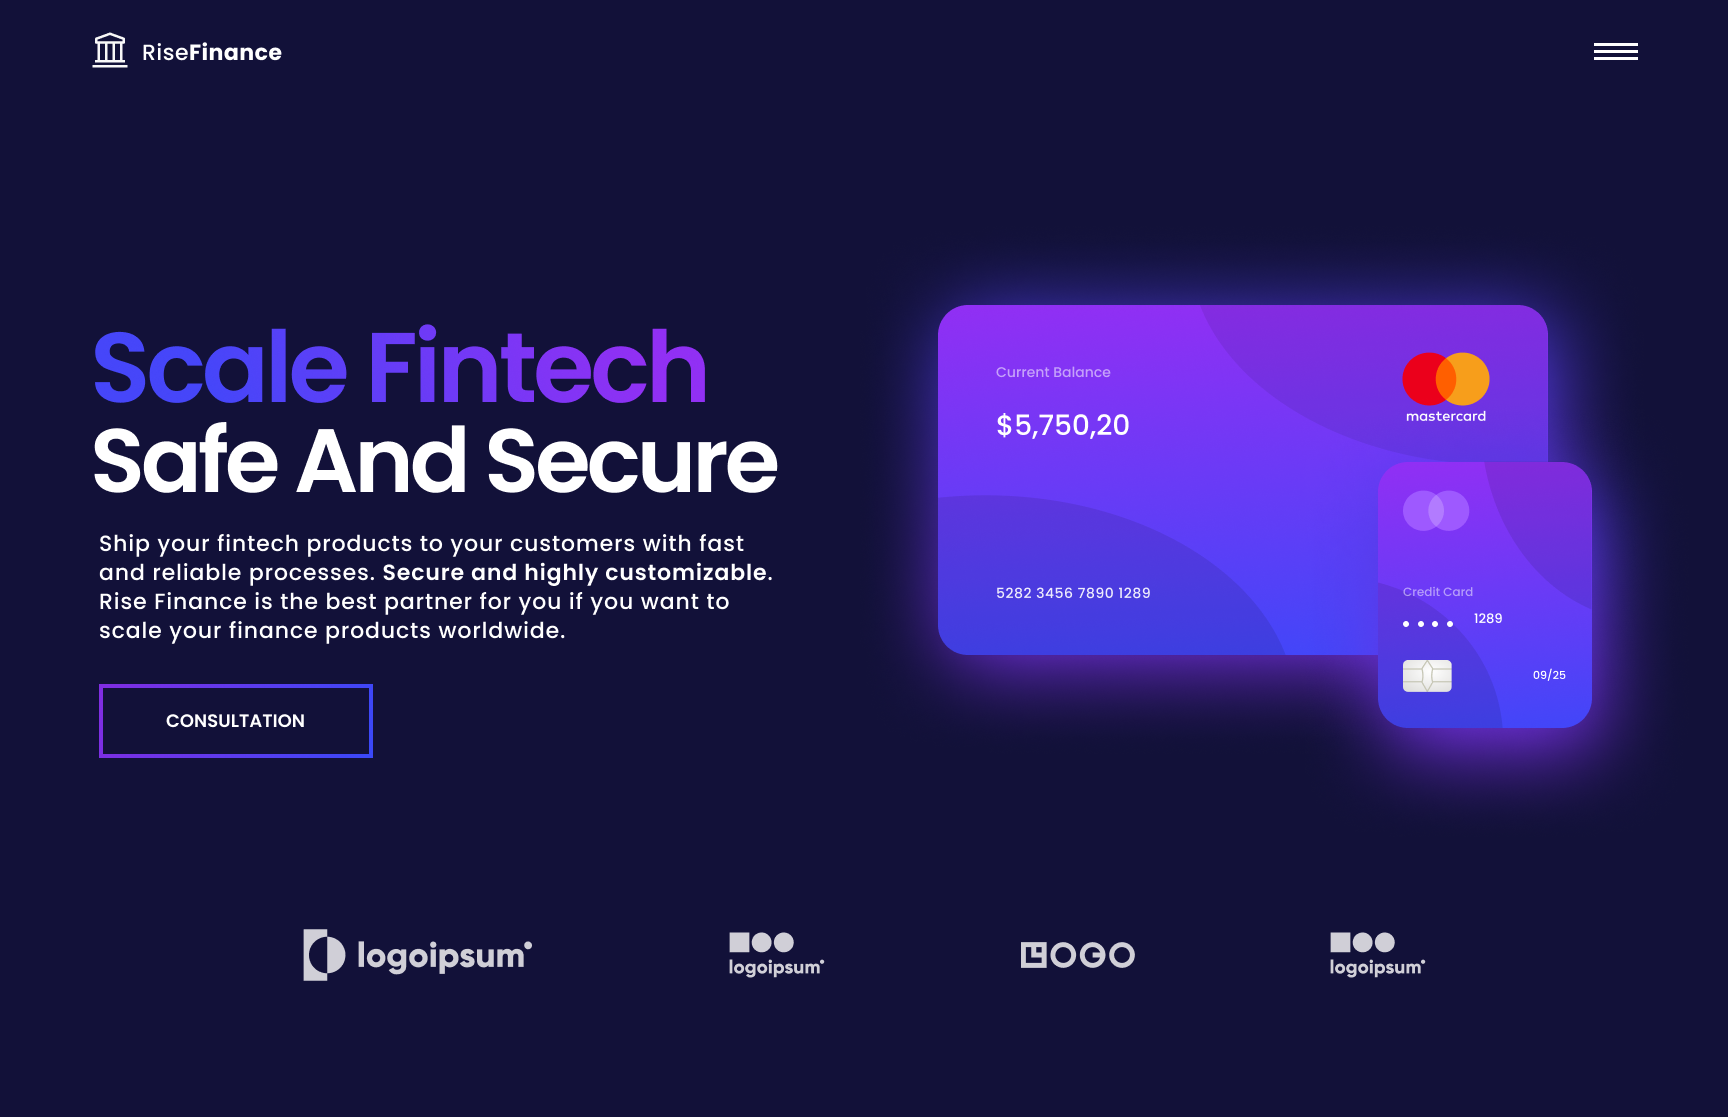 RiseFinance
Scale Fintech
Safe And Secure
Ship your fintech products to your customers with fast
and reliable processes. Secure and highly customizable.
Rise Finance is the best partner for you if you want to
scale your finance products worldwide.
CONSULTATION
Current Balance
$5,750,20
mastercard
5282 3456 7890 1289
Credit Card
1289
09/25
logoipsum
logoipsum
LOGO
logoipsum